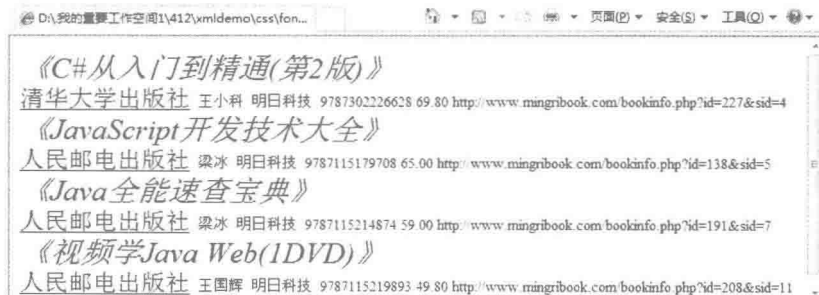 D:\我的重要工作空间1\412\xmldemo\css\fon... 页面(P) 安全(S) 工具(O)
《C#从入门到精通(第2版)》
清华大学出版社 王小科 明日科技 9787302226628 69.80 http://www.mingribook.com/bookinfo.php?id=227&sid=4
《JavaScript开发技术大全》
人民邮电出版社 梁冰 明日科技 9787115179708 65.00 http://www.mingribook.com/bookinfo.php?id=138&sid=5
《Java全能速查宝典》
人民邮电出版社 梁冰 明日科技 9787115214874 59.00 http://www.mingribook.com/bookinfo.php?id=191&sid=7
《视频学Java Web(1DVD)》
人民邮电出版社 王国辉 明日科技 9787115219893 49.80 http://www.mingribook.com/bookinfo.php?id=208&sid=11